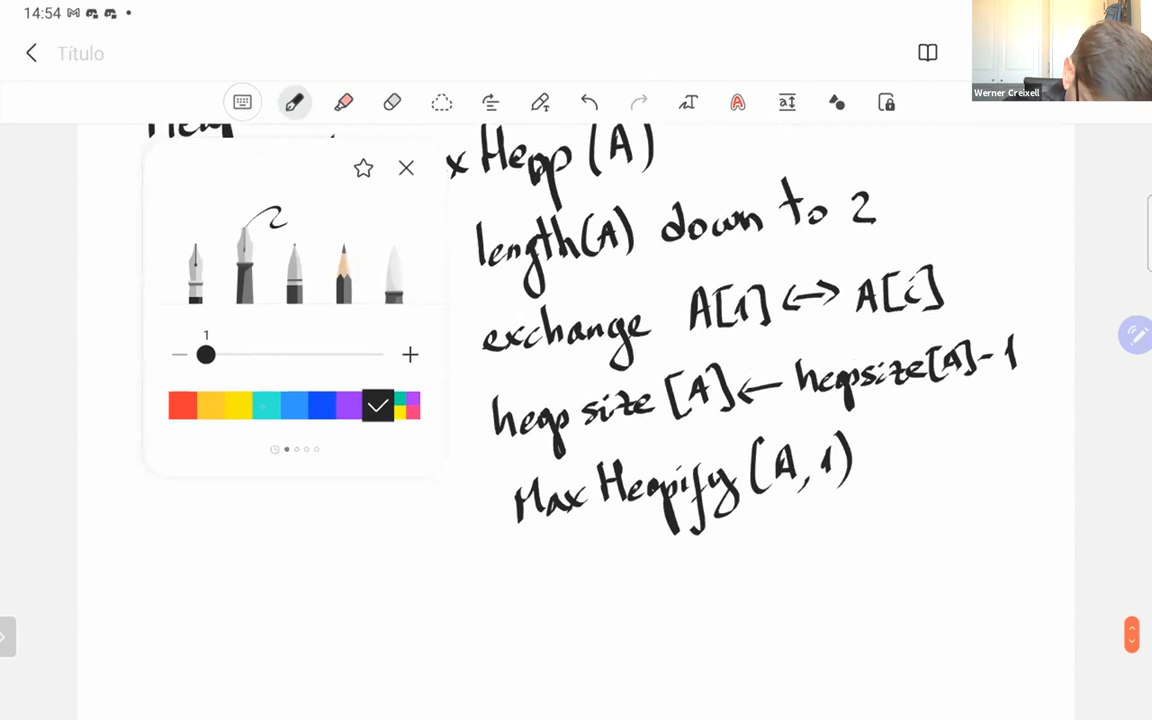 14:54
Título
Werner Creixell
x Heap (A)
length(A) down to 2
exchange A[1] <-> A[i]
1
heap size [A] ← heapsize[A]-1
Max Heapify (A, 1)